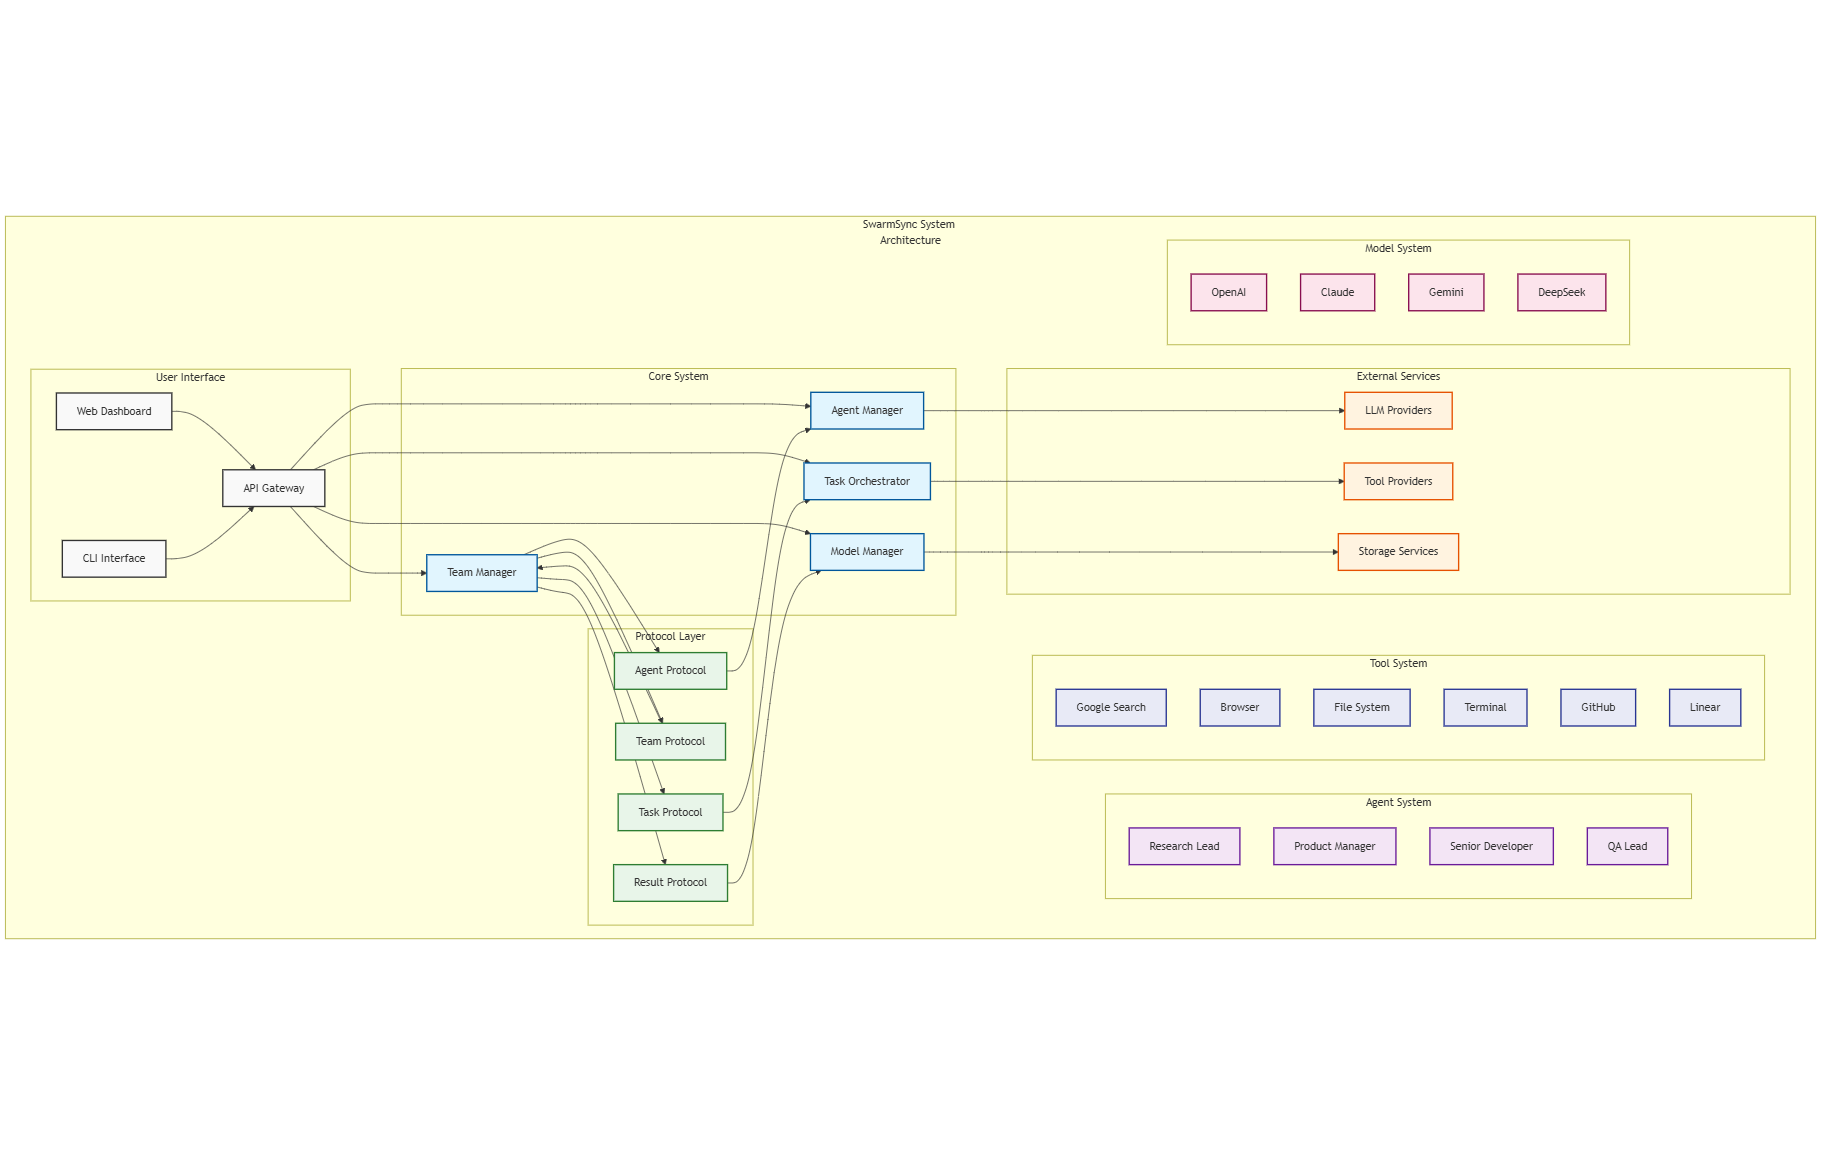 SwarmSync System
Architecture
Model System
OpenAI
Claude
Gemini
DeepSeek
User Interface
Web Dashboard
API Gateway
CLI Interface
Core System
Agent Manager
Task Orchestrator
Model Manager
Team Manager
External Services
LLM Providers
Tool Providers
Storage Services
Protocol Layer
Agent Protocol
Team Protocol
Task Protocol
Result Protocol
Tool System
Google Search
Browser
File System
Terminal
GitHub
Linear
Agent System
Research Lead
Product Manager
Senior Developer
QA Lead